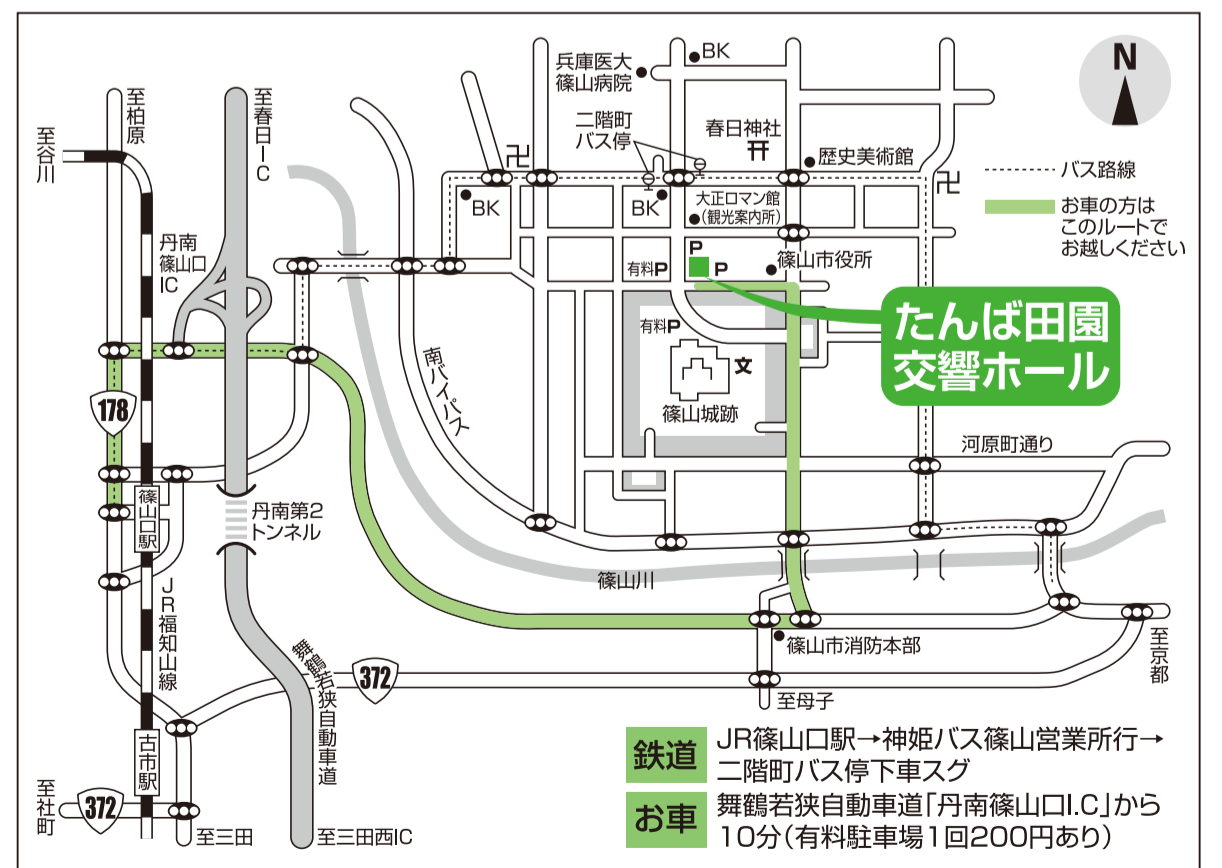 BK
兵庫医大
篠山病院
N
至柏原
至春日IC
至谷川
二階町
バス停
春日神社
卍
歴史美術館
卍
バス路線
BK
BK
大正ロマン館
(観光案内所)
お車の方は
このルートで
お越しください
丹南
篠山口
IC
P
有料P
P
篠山市役所
たんば田園
交響ホール
有料P
文
南バイパス
篠山城跡
178
河原町通り
篠山口駅
丹南第2
トンネル
篠山川
JR福知山線
篠山市消防本部
至京都
舞鶴若狭自動車道
372
至母子
古市駅
至社町
372
至三田
至三田西IC
鉄道
JR篠山口駅→神姫バス篠山営業所行→
二階町バス停下車スグ
お車
舞鶴若狭自動車道「丹南篠山口I.C」から
10分(有料駐車場1回200円あり)